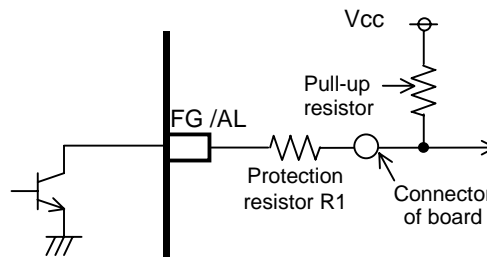 Vcc
Pull-up
resistor
FG /AL
Protection
resistor R1
Connector
of board